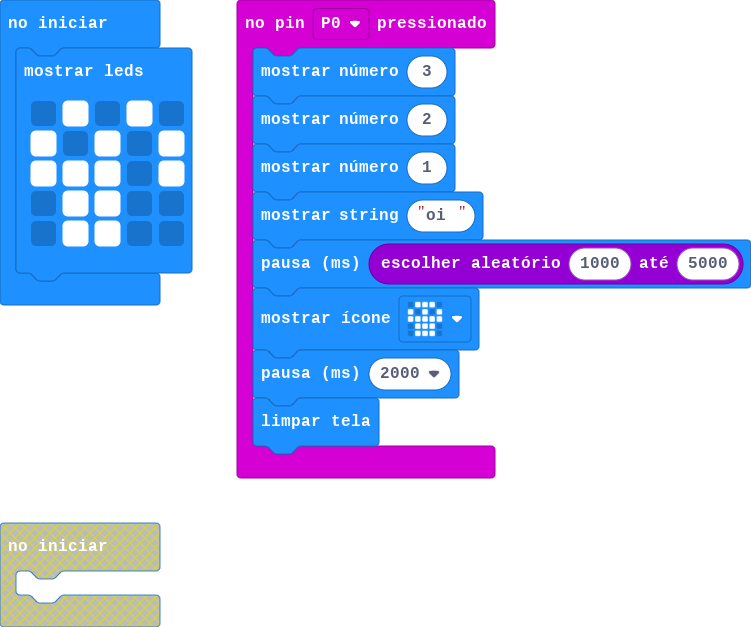 no iniciar
mostrar leds
no pin P0 pressionado
mostrar número 3
mostrar número 2
mostrar número 1
mostrar string "oi "
pausa (ms) escolher aleatório 1000 até 5000
mostrar ícone
pausa (ms) 2000
limpar tela
no iniciar